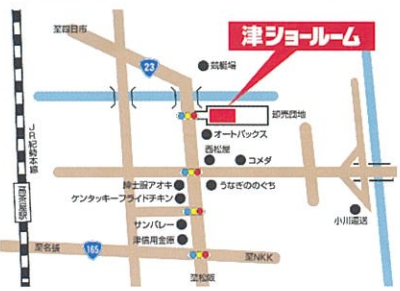 至四日市
津ショールーム
23
競艇場
卸売団地
オートバックス
西松屋
コメダ
JR紀勢本線
紳士服アオキ
うなぎののぐち
ケンタッキーフライドチキン
小川運送
サンバレー
津信用金庫
至名張
165
至NKK
至松阪